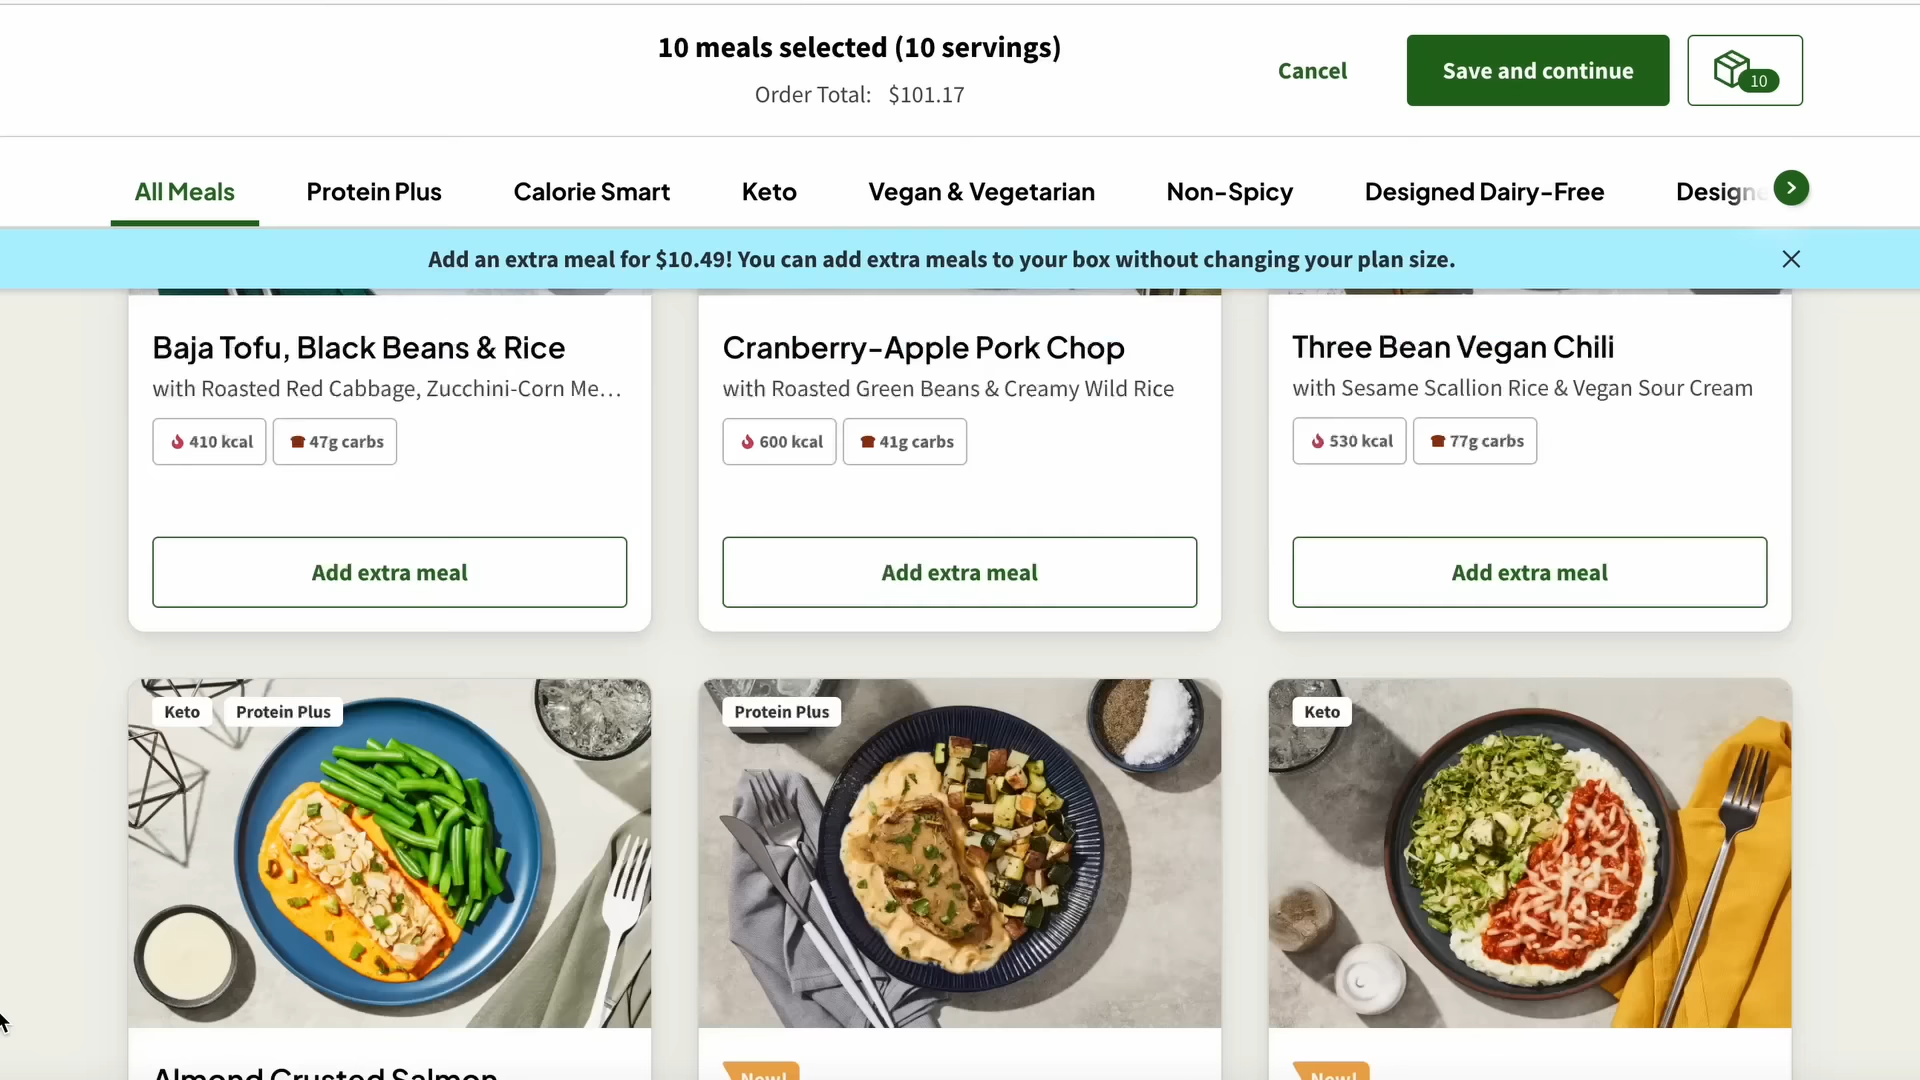 10 meals selected (10 servings)
Order Total: $101.17
Cancel
Save and continue
10
All Meals
Protein Plus
Calorie Smart
Keto
Vegan & Vegetarian
Non-Spicy
Designed Dairy-Free
Add an extra meal for $10.49! You can add extra meals to your box without changing your plan size.
Baja Tofu, Black Beans & Rice
with Roasted Red Cabbage, Zucchini-Corn Me...
410 kcal
47g carbs
Add extra meal
Cranberry-Apple Pork Chop
with Roasted Green Beans & Creamy Wild Rice
600 kcal
41g carbs
Add extra meal
Three Bean Vegan Chili
with Sesame Scallion Rice & Vegan Sour Cream
530 kcal
77g carbs
Add extra meal
Keto
Protein Plus
Almond Crusted Salmon
Protein Plus
New!
Keto
New!